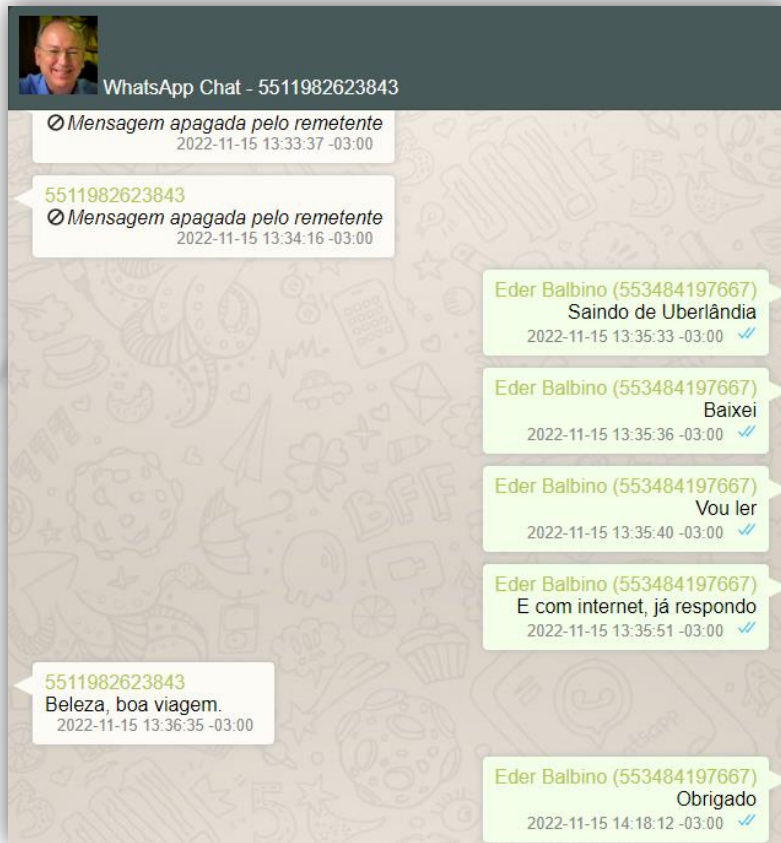 WhatsApp Chat - 5511982623843
Mensagem apagada pelo remetente
2022-11-15 13:33:37 -03:00
5511982623843
Mensagem apagada pelo remetente
2022-11-15 13:34:16 -03:00
Eder Balbino (553484197667)
Saindo de Uberlândia
2022-11-15 13:35:33 -03:00
Eder Balbino (553484197667)
Baixei
2022-11-15 13:35:36 -03:00
Eder Balbino (553484197667)
Vou ler
2022-11-15 13:35:40 -03:00
Eder Balbino (553484197667)
E com internet, já respondo
2022-11-15 13:35:51 -03:00
5511982623843
Beleza, boa viagem.
2022-11-15 13:36:35 -03:00
Eder Balbino (553484197667)
Obrigado
2022-11-15 14:18:12 -03:00